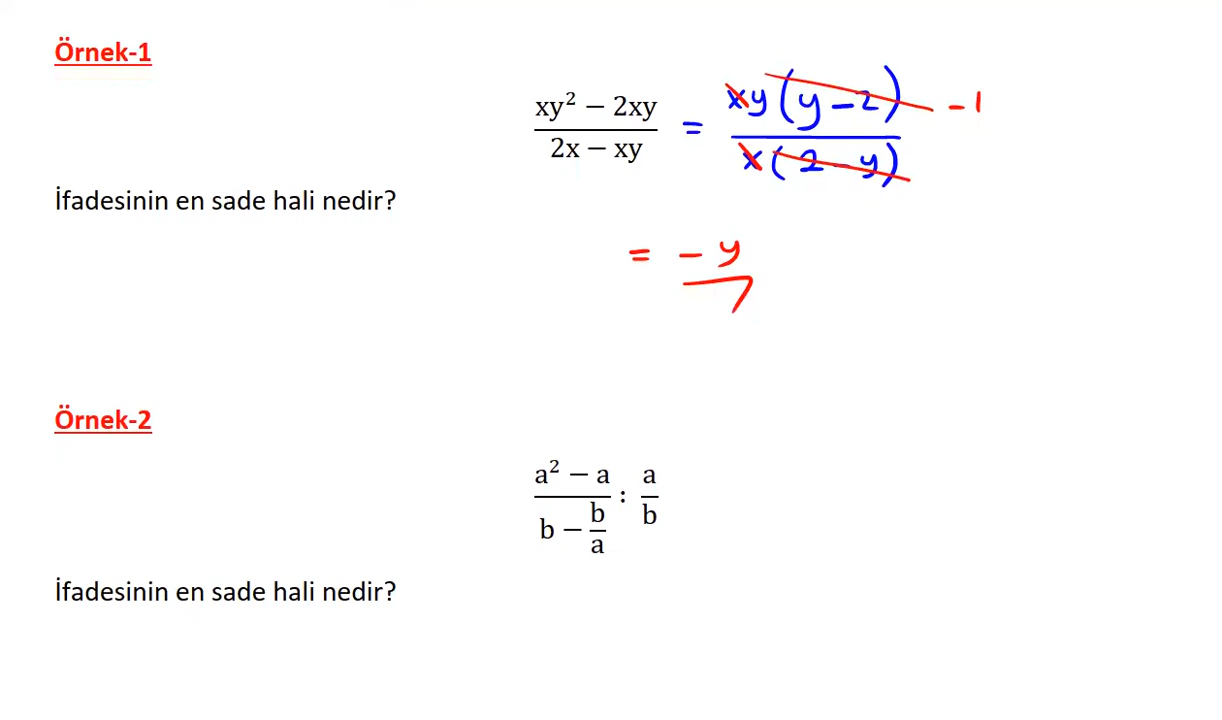 Örnek-1
xy² − 2xy / 2x − xy = xy(y − 2) / x(2 − y) −1
İfadesinin en sade hali nedir?
= − y
Örnek-2
a² − a / b − b/a : a/b
İfadesinin en sade hali nedir?